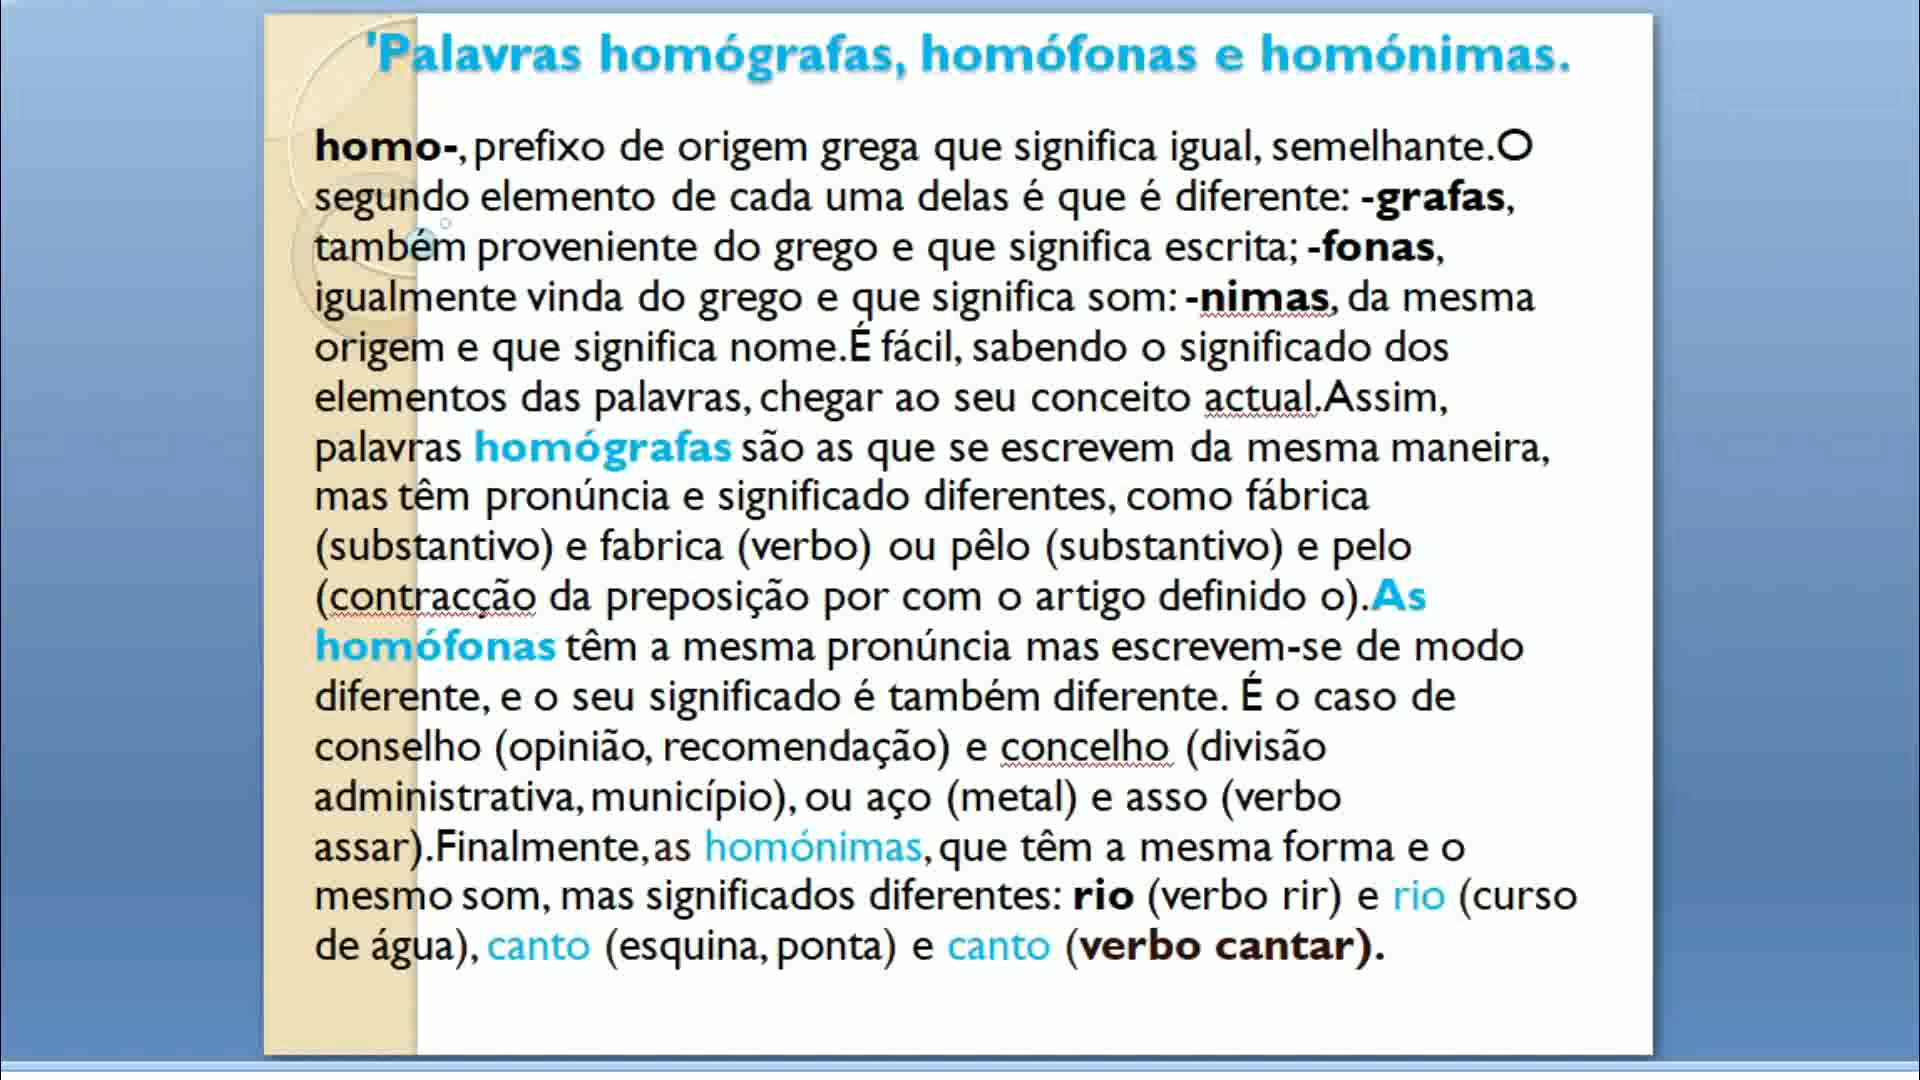 'Palavras homógrafas, homófonas e homónimas.
homo-, prefixo de origem grega que significa igual, semelhante.O
segundo elemento de cada uma delas é que é diferente: -grafas,
também proveniente do grego e que significa escrita; -fonas,
igualmente vinda do grego e que significa som: -nimas, da mesma
origem e que significa nome.É fácil, sabendo o significado dos
elementos das palavras, chegar ao seu conceito actual.Assim,
palavras homógrafas são as que se escrevem da mesma maneira,
mas têm pronúncia e significado diferentes, como fábrica
(substantivo) e fabrica (verbo) ou pêlo (substantivo) e pelo
(contracção da preposição por com o artigo definido o).As
homófonas têm a mesma pronúncia mas escrevem-se de modo
diferente, e o seu significado é também diferente. É o caso de
conselho (opinião, recomendação) e concelho (divisão
administrativa, município), ou aço (metal) e asso (verbo
assar).Finalmente, as homónimas, que têm a mesma forma e o
mesmo som, mas significados diferentes: rio (verbo rir) e rio (curso
de água), canto (esquina, ponta) e canto (verbo cantar).